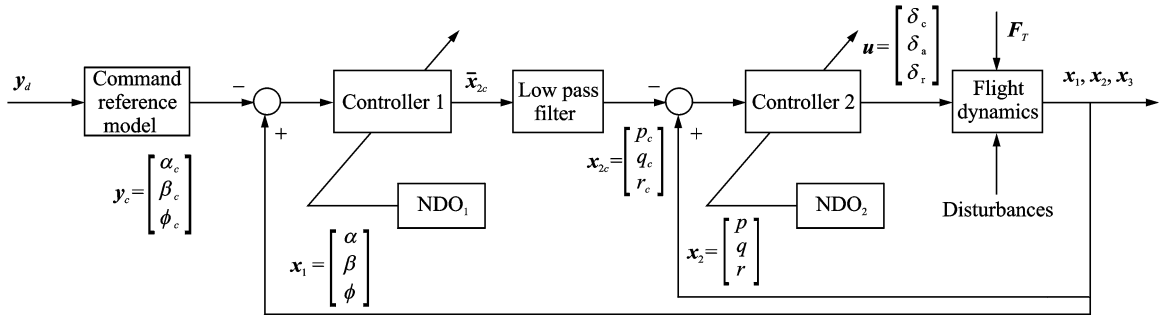 y_d
Command
reference
model
y_c = [α_c
β_c
ϕ_c]
−
+
Controller 1
x̄_2c
NDO_1
x_1 = [α
β
ϕ]
Low pass
filter
−
+
x_2c = [p_c
q_c
r_c]
Controller 2
NDO_2
x_2 = [p
q
r]
u = [δ_c
δ_a
δ_r]
F_T
Flight
dynamics
Disturbances
x_1, x_2, x_3